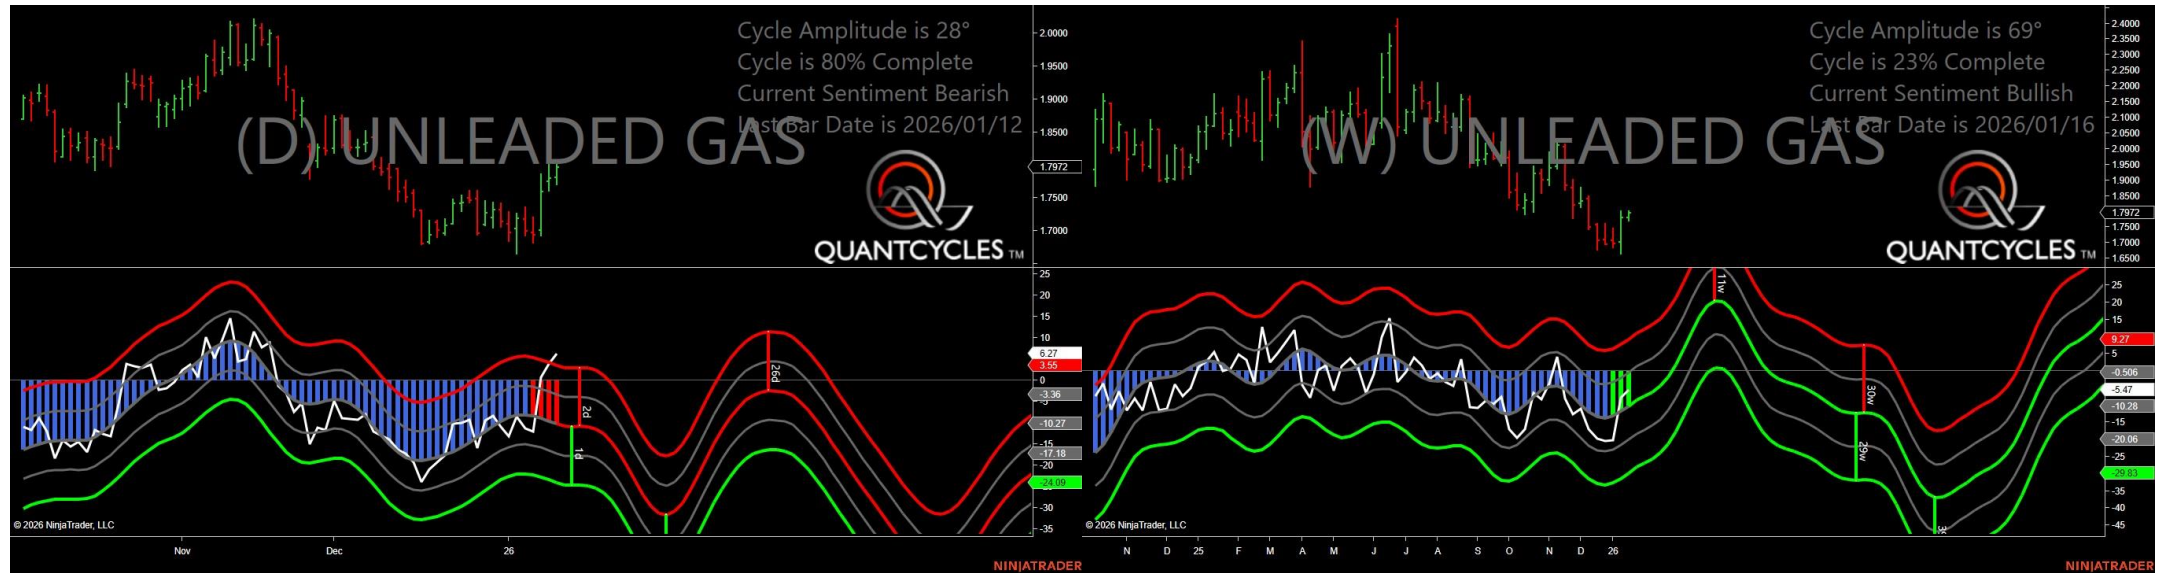 Cycle Amplitude is 28°
Cycle is 80% Complete
Current Sentiment Bearish
Last Bar Date is 2026/01/12
(D) UNLEADED GAS
QUANTCYCLES TM
2.0000
1.9500
1.9000
1.8500
1.7972
1.7500
1.7000
25
20
15
10
6.27
3.55
0
-3.36
-10.27
-15
-17.18
-20
-24.09
-30
-35
2d
1d
26d
© 2026 NinjaTrader, LLC
Nov
Dec
26
NINJATRADER
Cycle Amplitude is 69°
Cycle is 23% Complete
Current Sentiment Bullish
Last Bar Date is 2026/01/16
(W) UNLEADED GAS
QUANTCYCLES TM
2.4000
2.3500
2.3000
2.2500
2.2000
2.1500
2.1000
2.0500
2.0000
1.9500
1.9000
1.8500
1.7972
1.7500
1.7000
1.6500
25
20
15
9.27
5
-0.506
-5.47
-10.28
-15
-20.06
-25
-29.83
-35
-40
-45
11w
30w
29w
© 2026 NinjaTrader, LLC
N
D
25
F
M
A
M
J
J
A
S
O
N
D
26
NINJATRADER